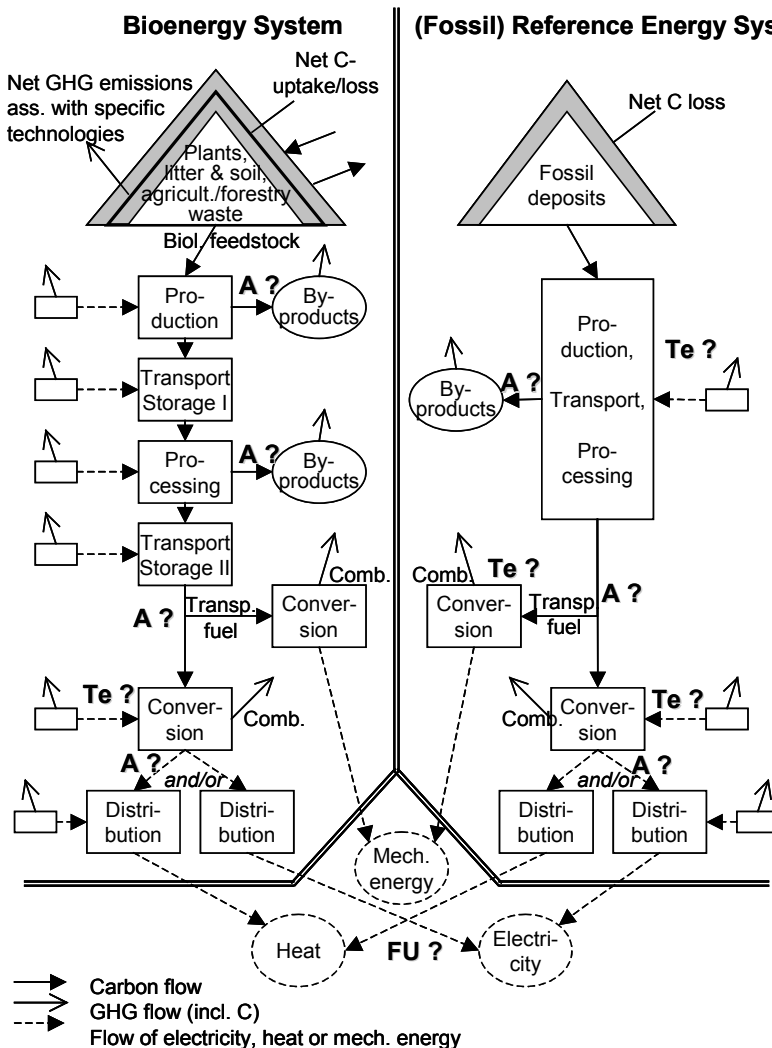 Bioenergy System
(Fossil) Reference Energy Sys
Net GHG emissions
ass. with specific
technologies
Net C-
uptake/loss
Plants,
litter & soil,
agricult./forestry
waste
Biol. feedstock
Pro-
duction
A ?
By-
products
Transport
Storage I
Pro-
cessing
A ?
By-
products
Transport
Storage II
A ?
Transp.
fuel
Comb.
Conver-
sion
Te ?
Conver-
sion
Comb.
A ?
and/or
Distri-
bution
Distri-
bution
Net C loss
Fossil
deposits
Pro-
duction,
Transport,
Pro-
cessing
Te ?
A ?
By-
products
Comb.
Te ?
Conver-
sion
Transp.
fuel
A ?
Comb.
Conver-
sion
Te ?
A ?
and/or
Distri-
bution
Distri-
bution
Mech.
energy
Heat
FU ?
Electri-
city
Carbon flow
GHG flow (incl. C)
Flow of electricity, heat or mech. energy